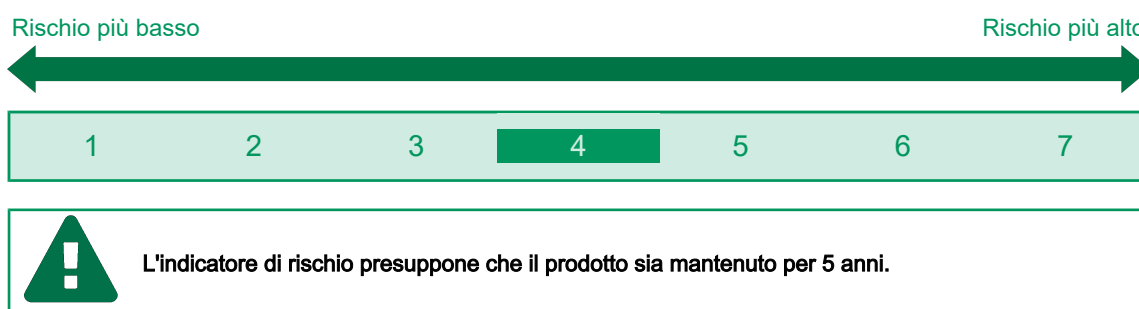 Rischio più basso Rischio più alto
1 2 3 4 5 6 7
L'indicatore di rischio presuppone che il prodotto sia mantenuto per 5 anni.